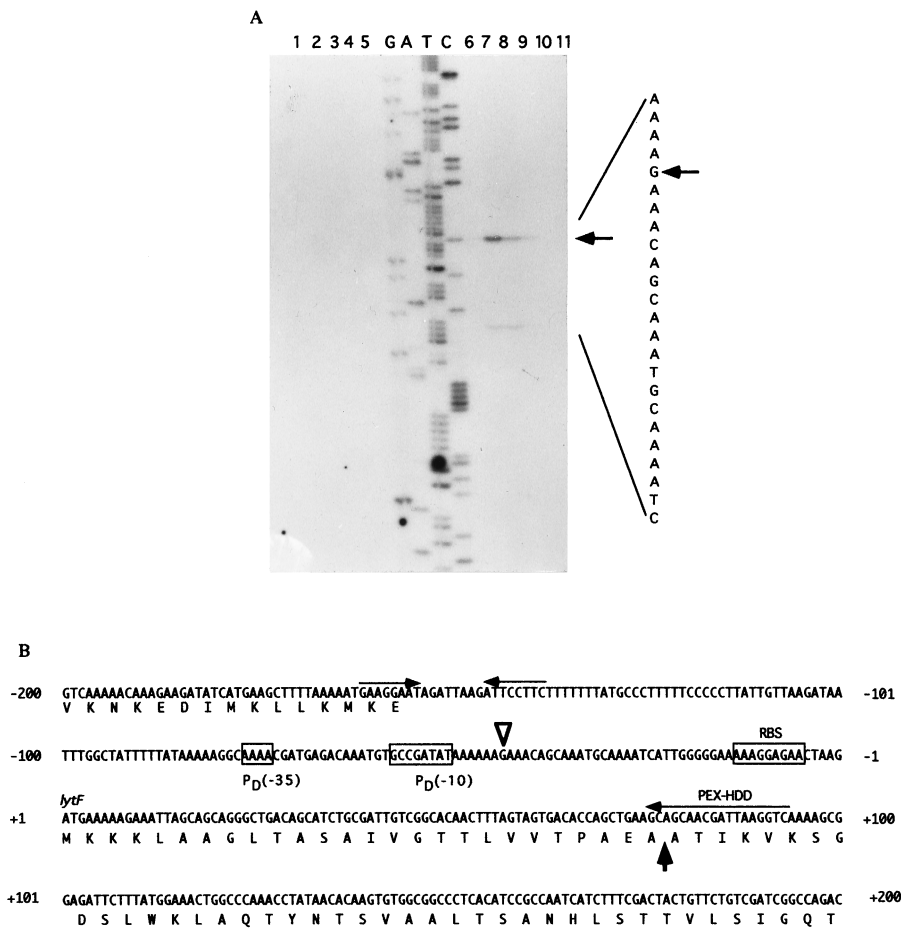 A
1 2 3 4 5 G A T C 6 7 8 9 10 11
A
A
A
A
G
A
A
A
C
A
G
C
A
A
A
T
G
C
A
A
A
A
T
C
B
-200 GTCAAAAACAAAGAAGATATCATGAAGCTTTTAAAAATGAAGGAATAGATTAAGATTCCTTCTTTTTTTATGCCCTTTTTCCCCCTTATTGTTAAGATAA -101
V K N K E D I M K L L K M K E
RBS
-100 TTTGGCTATTTTTATAAAAAGGCAAAACGATGAGACAAATGTGCCGATATAAAAAAGAAACAGCAAATGCAAAATCATTGGGGGAAAAAGGAGAACTAAG -1
PD(-35) PD(-10)
lytF PEX-HDD
+1 ATGAAAAAGAAATTAGCAGCAGGGCTGACAGCATCTGCGATTGTCGGCACAACTTTAGTAGTGACACCAGCTGAAGCAGCAACGATTAAGGTCAAAAGCG +100
M K K K L A A G L T A S A I V G T T L V V T P A E A A T I K V K S G
+101 GAGATTCTTTATGGAAACTGGCCCAAACCTATAACACAAGTGTGGCGGCCCTCACATCCGCCAATCATCTTTCGACTACTGTTCTGTCGATCGGCCAGAC +200
D S L W K L A Q T Y N T S V A A L T S A N H L S T T V L S I G Q T